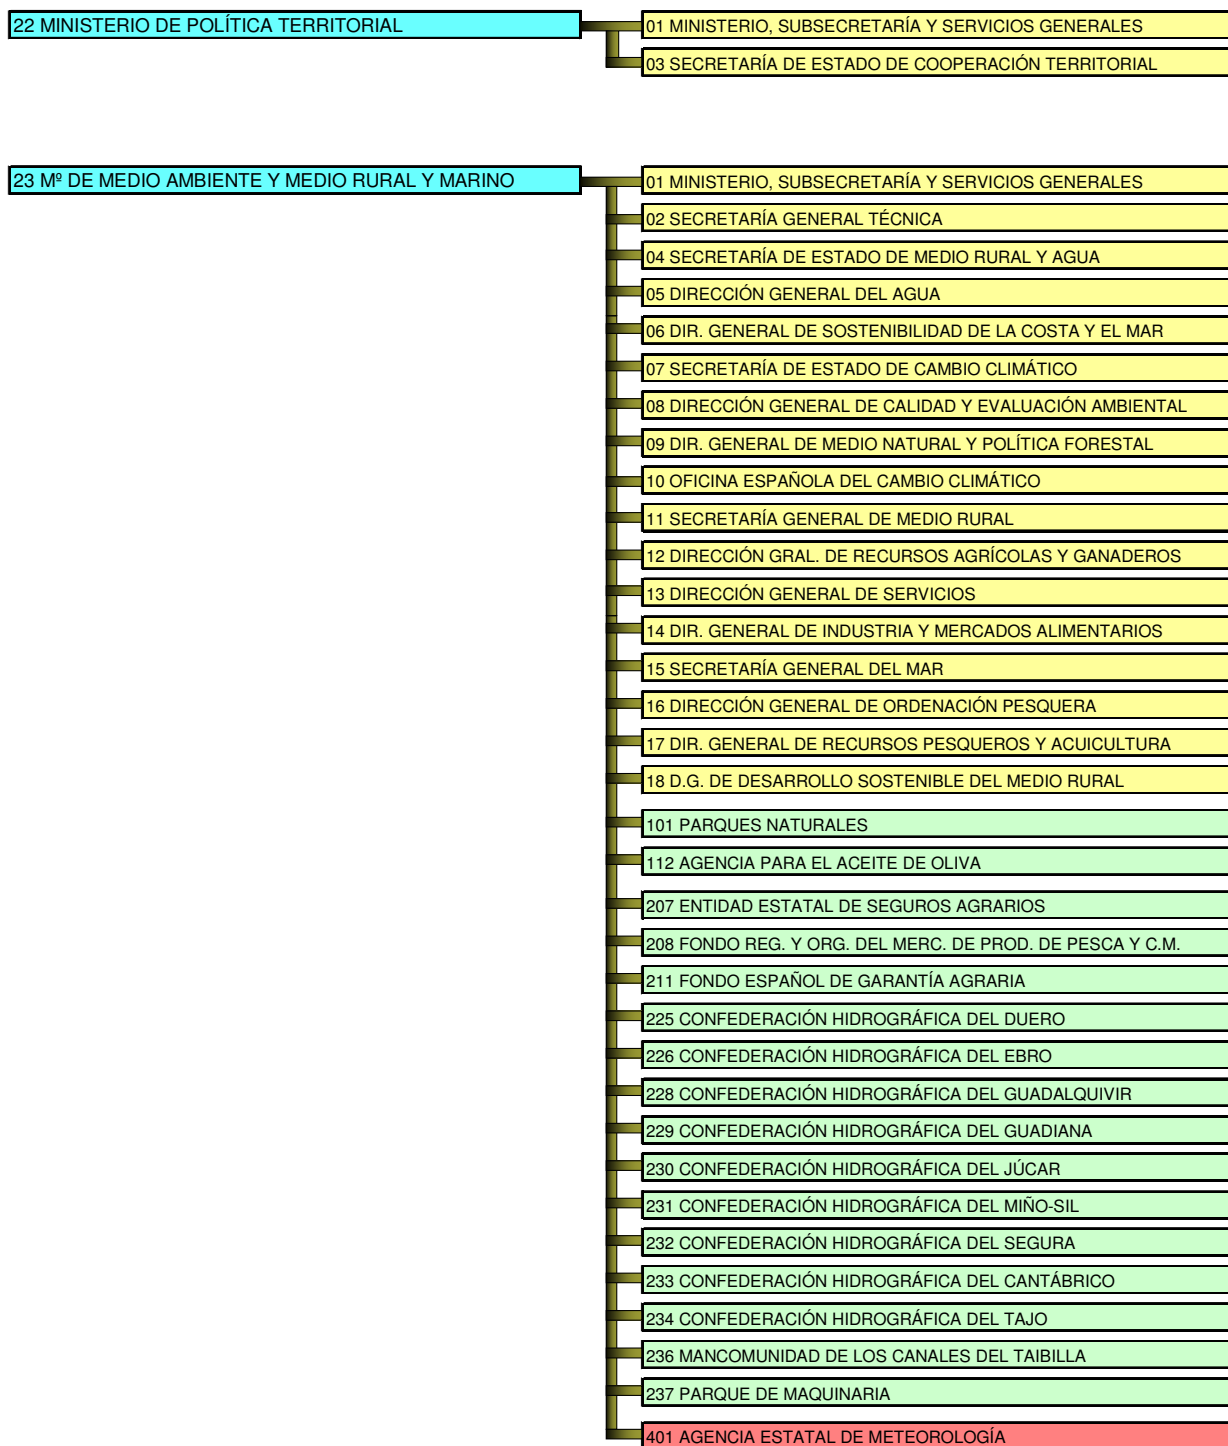 22 MINISTERIO DE POLÍTICA TERRITORIAL
01 MINISTERIO, SUBSECRETARÍA Y SERVICIOS GENERALES
03 SECRETARÍA DE ESTADO DE COOPERACIÓN TERRITORIAL
23 Mº DE MEDIO AMBIENTE Y MEDIO RURAL Y MARINO
01 MINISTERIO, SUBSECRETARÍA Y SERVICIOS GENERALES
02 SECRETARÍA GENERAL TÉCNICA
04 SECRETARÍA DE ESTADO DE MEDIO RURAL Y AGUA
05 DIRECCIÓN GENERAL DEL AGUA
06 DIR. GENERAL DE SOSTENIBILIDAD DE LA COSTA Y EL MAR
07 SECRETARÍA DE ESTADO DE CAMBIO CLIMÁTICO
08 DIRECCIÓN GENERAL DE CALIDAD Y EVALUACIÓN AMBIENTAL
09 DIR. GENERAL DE MEDIO NATURAL Y POLÍTICA FORESTAL
10 OFICINA ESPAÑOLA DEL CAMBIO CLIMÁTICO
11 SECRETARÍA GENERAL DE MEDIO RURAL
12 DIRECCIÓN GRAL. DE RECURSOS AGRÍCOLAS Y GANADEROS
13 DIRECCIÓN GENERAL DE SERVICIOS
14 DIR. GENERAL DE INDUSTRIA Y MERCADOS ALIMENTARIOS
15 SECRETARÍA GENERAL DEL MAR
16 DIRECCIÓN GENERAL DE ORDENACIÓN PESQUERA
17 DIR. GENERAL DE RECURSOS PESQUEROS Y ACUICULTURA
18 D.G. DE DESARROLLO SOSTENIBLE DEL MEDIO RURAL
101 PARQUES NATURALES
112 AGENCIA PARA EL ACEITE DE OLIVA
207 ENTIDAD ESTATAL DE SEGUROS AGRARIOS
208 FONDO REG. Y ORG. DEL MERC. DE PROD. DE PESCA Y C.M.
211 FONDO ESPAÑOL DE GARANTÍA AGRARIA
225 CONFEDERACIÓN HIDROGRÁFICA DEL DUERO
226 CONFEDERACIÓN HIDROGRÁFICA DEL EBRO
228 CONFEDERACIÓN HIDROGRÁFICA DEL GUADALQUIVIR
229 CONFEDERACIÓN HIDROGRÁFICA DEL GUADIANA
230 CONFEDERACIÓN HIDROGRÁFICA DEL JÚCAR
231 CONFEDERACIÓN HIDROGRÁFICA DEL MIÑO-SIL
232 CONFEDERACIÓN HIDROGRÁFICA DEL SEGURA
233 CONFEDERACIÓN HIDROGRÁFICA DEL CANTÁBRICO
234 CONFEDERACIÓN HIDROGRÁFICA DEL TAJO
236 MANCOMUNIDAD DE LOS CANALES DEL TAIBILLA
237 PARQUE DE MAQUINARIA
401 AGENCIA ESTATAL DE METEOROLOGÍA